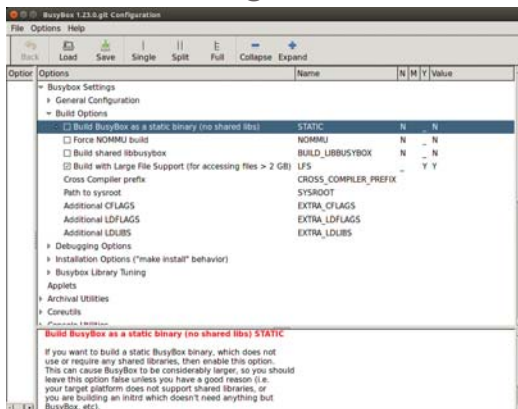 BusyBox 1.23.0.git Configuration
File Options Help
Back Load Save Single Split Full Collapse Expand
Optior Options Name N M Y Value
Busybox Settings
General Configuration
Build Options
Build BusyBox as a static binary (no shared libs) STATIC N _ N
Force NOMMU build NOMMU N _ N
Build shared libbusybox BUILD_LIBBUSYBOX N _ N
Build with Large File Support (for accessing files > 2 GB) LFS _ Y Y
Cross Compiler prefix CROSS_COMPILER_PREFIX
Path to sysroot SYSROOT
Additional CFLAGS EXTRA_CFLAGS
Additional LDFLAGS EXTRA_LDFLAGS
Additional LDLIBS EXTRA_LDLIBS
Debugging Options
Installation Options ("make install" behavior)
Busybox Library Tuning
Applets
Archival Utilities
Coreutils
Console Utilities
Build BusyBox as a static binary (no shared libs) STATIC
If you want to build a static BusyBox binary, which does not
use or require any shared libraries, then enable this option.
This can cause BusyBox to be considerably larger, so you should
leave this option false unless you have a good reason (i.e.
your target platform does not support shared libraries, or
you are building an initrd which doesn't need anything but
BusyBox, etc).